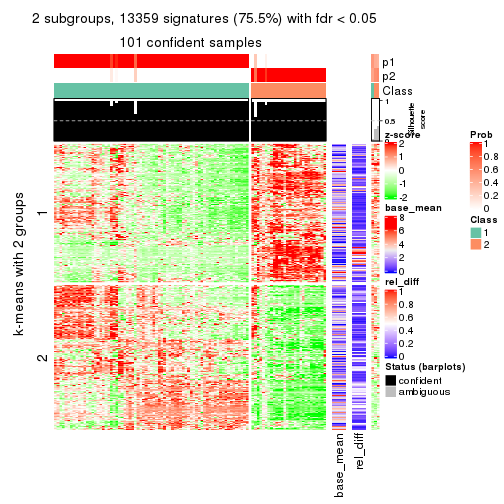 2 subgroups, 13359 signatures (75.5%) with fdr < 0.05
101 confident samples
p1
p2
Class
1
0.5
0
Silhouette
score
k-means with 2 groups
1
2
base_mean
rel_diff
z-score
2
1
0
-1
-2
base_mean
8
6
4
2
0
rel_diff
1
0.8
0.6
0.4
0.2
0
Prob
1
0.8
0.6
0.4
0.2
0
Class
1
2
Status (barplots)
confident
ambiguous